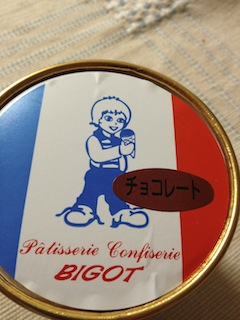 チョコレート
Pâtisserie Confiserie
BIGOT